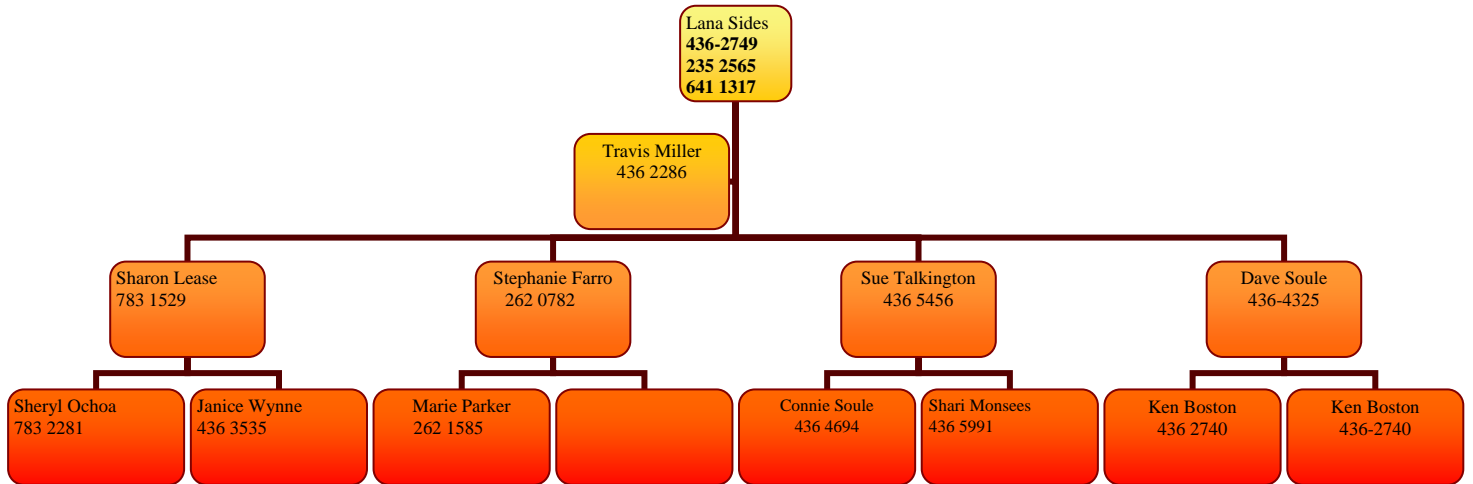 Lana Sides
436-2749
235 2565
641 1317
Travis Miller
436 2286
Sharon Lease
783 1529
Stephanie Farro
262 0782
Sue Talkington
436 5456
Dave Soule
436-4325
Sheryl Ochoa
783 2281
Janice Wynne
436 3535
Marie Parker
262 1585
Connie Soule
436 4694
Shari Monsees
436 5991
Ken Boston
436 2740
Ken Boston
436-2740